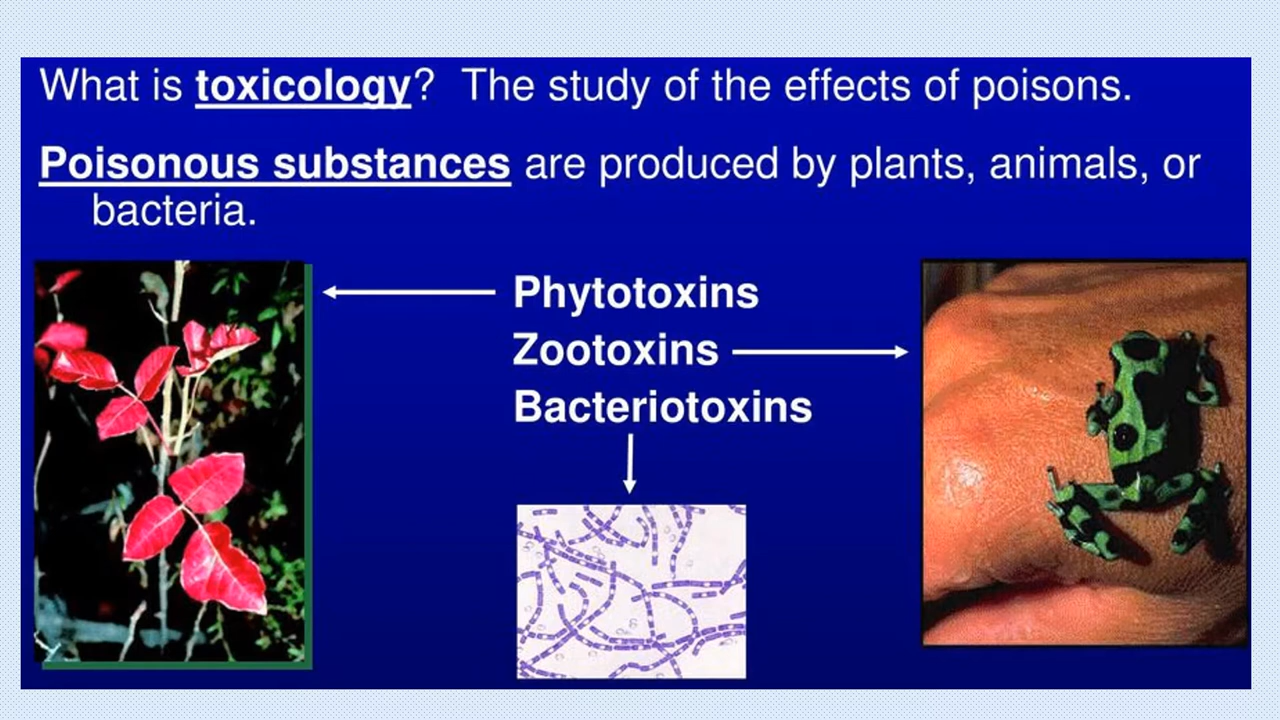 What is toxicology? The study of the effects of poisons.
Poisonous substances are produced by plants, animals, or
bacteria.
Phytotoxins
Zootoxins
Bacteriotoxins